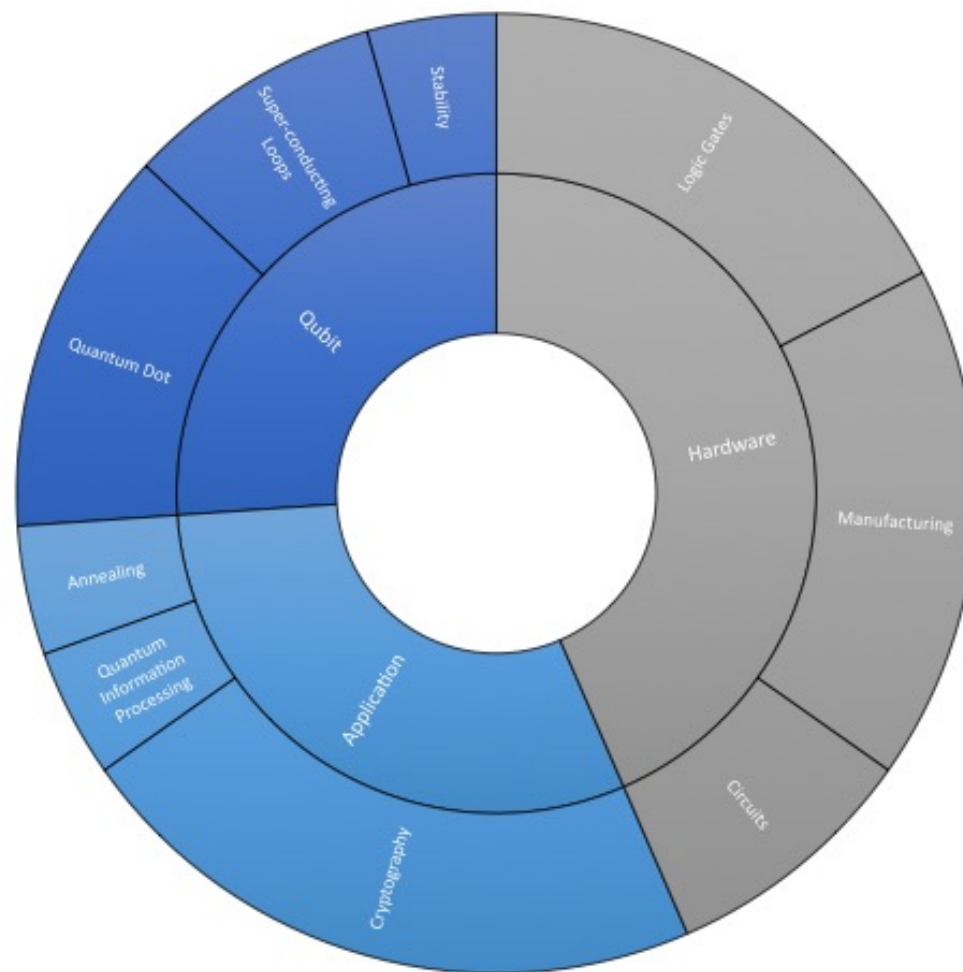 Stability
Super-conducting
Loops
Logic Gates
Qubit
Quantum Dot
Hardware
Manufacturing
Annealing
Quantum
Information
Processing
Application
Circuits
Cryptography